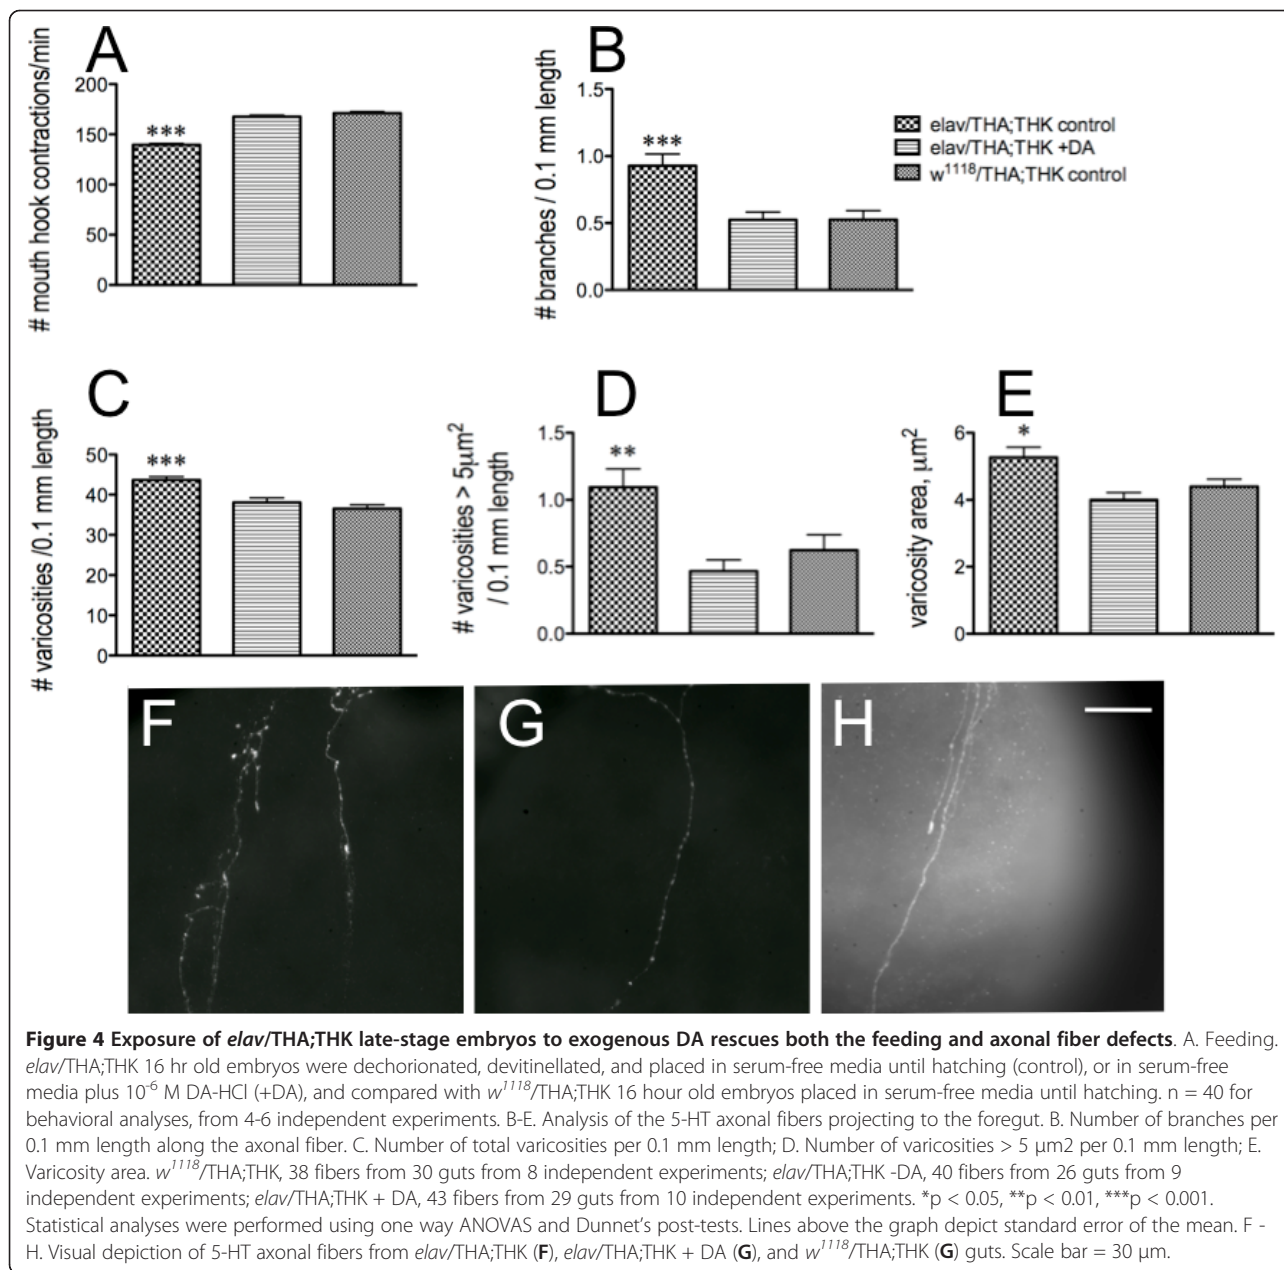 A
# mouth hook contractions/min
200
150
100
50
0
***
B
# branches / 0.1 mm length
1.5
1.0
0.5
0.0
***
elav/THA;THK control
elav/THA;THK +DA
w¹¹¹⁸/THA;THK control
C
# varicosities /0.1 mm length
50
40
30
20
10
0
***
D
# varicosities > 5µm²
/ 0.1 mm length
1.5
1.0
0.5
0.0
**
E
varicosity area, µm²
6
4
2
0
*
F
G
H
Figure 4 Exposure of elav/THA;THK late-stage embryos to exogenous DA rescues both the feeding and axonal fiber defects. A. Feeding.
elav/THA;THK 16 hr old embryos were dechorionated, devitinellated, and placed in serum-free media until hatching (control), or in serum-free
media plus 10⁻⁶ M DA-HCl (+DA), and compared with w¹¹¹⁸/THA;THK 16 hour old embryos placed in serum-free media until hatching. n = 40 for
behavioral analyses, from 4-6 independent experiments. B-E. Analysis of the 5-HT axonal fibers projecting to the foregut. B. Number of branches per
0.1 mm length along the axonal fiber. C. Number of total varicosities per 0.1 mm length; D. Number of varicosities > 5 µm2 per 0.1 mm length; E.
Varicosity area. w¹¹¹⁸/THA;THK, 38 fibers from 30 guts from 8 independent experiments; elav/THA;THK -DA, 40 fibers from 26 guts from 9
independent experiments; elav/THA;THK + DA, 43 fibers from 29 guts from 10 independent experiments. *p < 0.05, **p < 0.01, ***p < 0.001.
Statistical analyses were performed using one way ANOVAS and Dunnet's post-tests. Lines above the graph depict standard error of the mean. F -
H. Visual depiction of 5-HT axonal fibers from elav/THA;THK (F), elav/THA;THK + DA (G), and w¹¹¹⁸/THA;THK (G) guts. Scale bar = 30 µm.